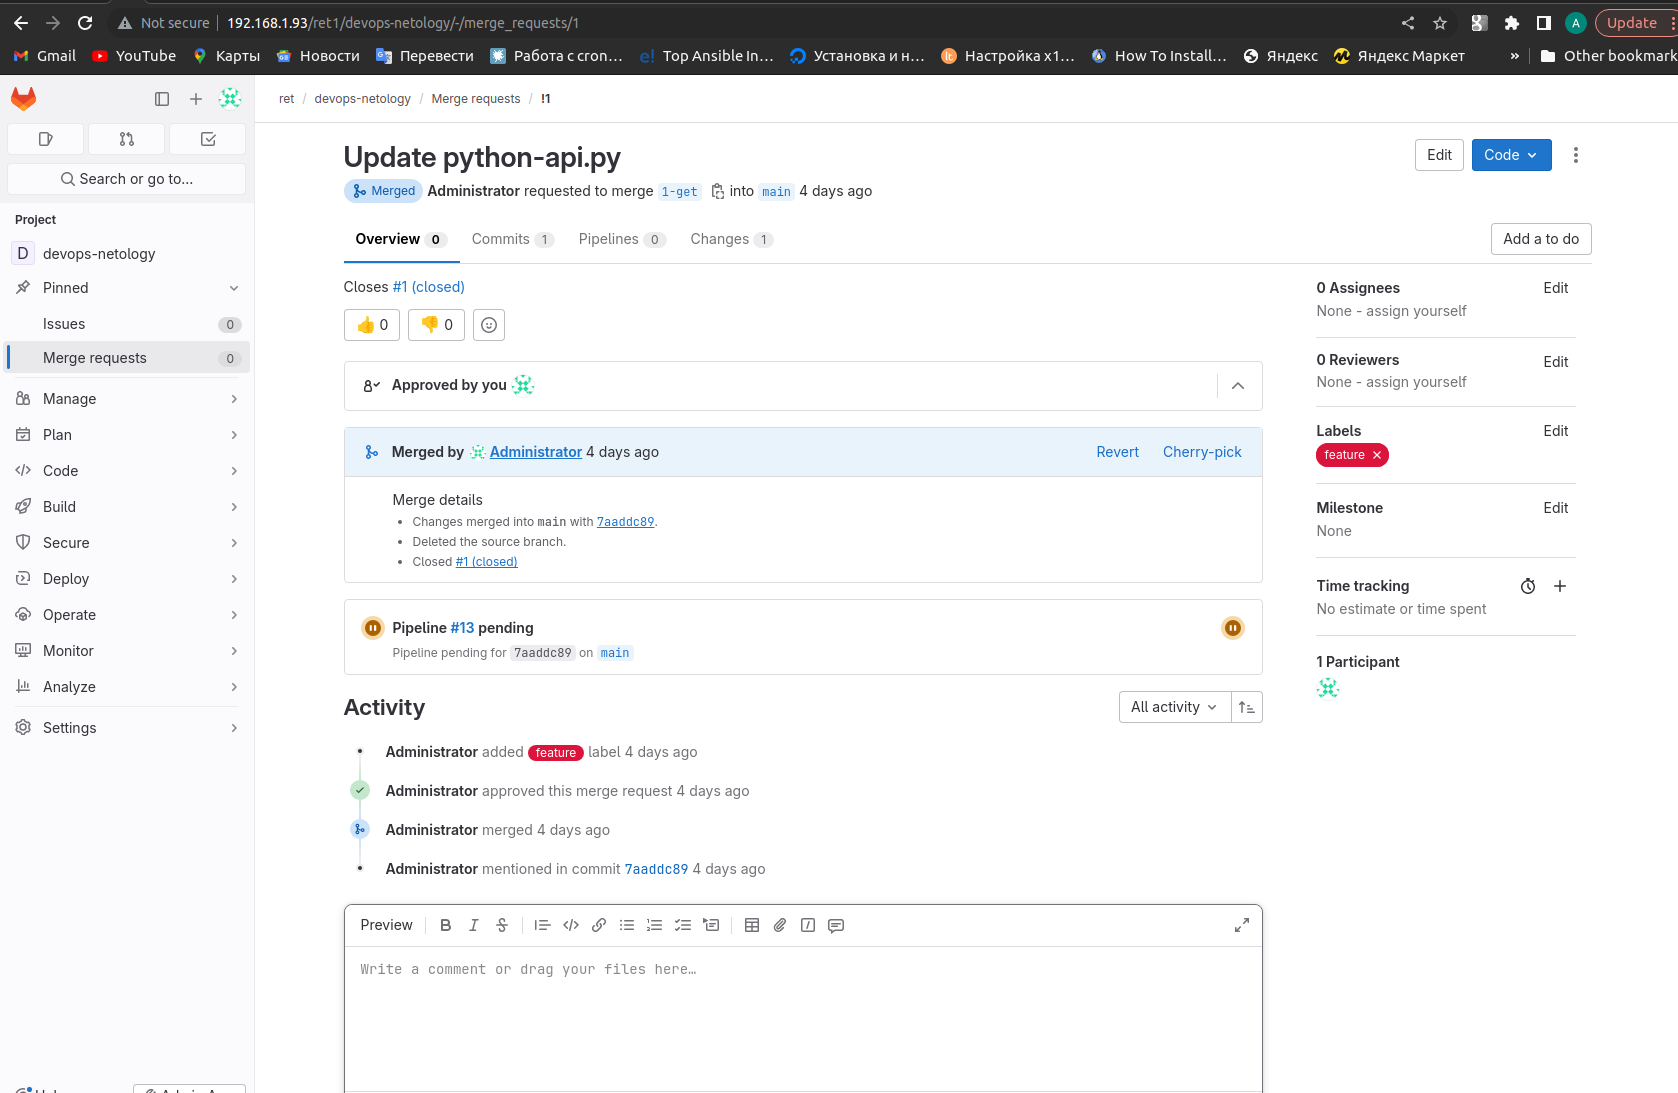 Not secure 192.168.1.93/ret1/devops-netology/-/merge_requests/1 A Update
Gmail YouTube Карты Новости Перевести Работа с cron... Top Ansible In... Установка и н... Настройка x1... How To Install... Яндекс Яндекс Маркет » Other bookmark
ret / devops-netology / Merge requests / !1
Search or go to...
Project
D devops-netology
Pinned
Issues 0
Merge requests 0
Manage
Plan
Code
Build
Secure
Deploy
Operate
Monitor
Analyze
Settings
Update python-api.py
Edit Code
Merged Administrator requested to merge 1-get into main 4 days ago
Overview 0 Commits 1 Pipelines 0 Changes 1
Add a to do
Closes #1 (closed)
👍 0 👎 0
Approved by you
Merged by Administrator 4 days ago Revert Cherry-pick
Merge details
• Changes merged into main with 7aaddc89.
• Deleted the source branch.
• Closed #1 (closed)
Pipeline #13 pending
Pipeline pending for 7aaddc89 on main
Activity
All activity
Administrator added feature label 4 days ago
Administrator approved this merge request 4 days ago
Administrator merged 4 days ago
Administrator mentioned in commit 7aaddc89 4 days ago
Preview B I S
Write a comment or drag your files here…
0 Assignees Edit
None - assign yourself
0 Reviewers Edit
None - assign yourself
Labels Edit
feature ×
Milestone Edit
None
Time tracking +
No estimate or time spent
1 Participant